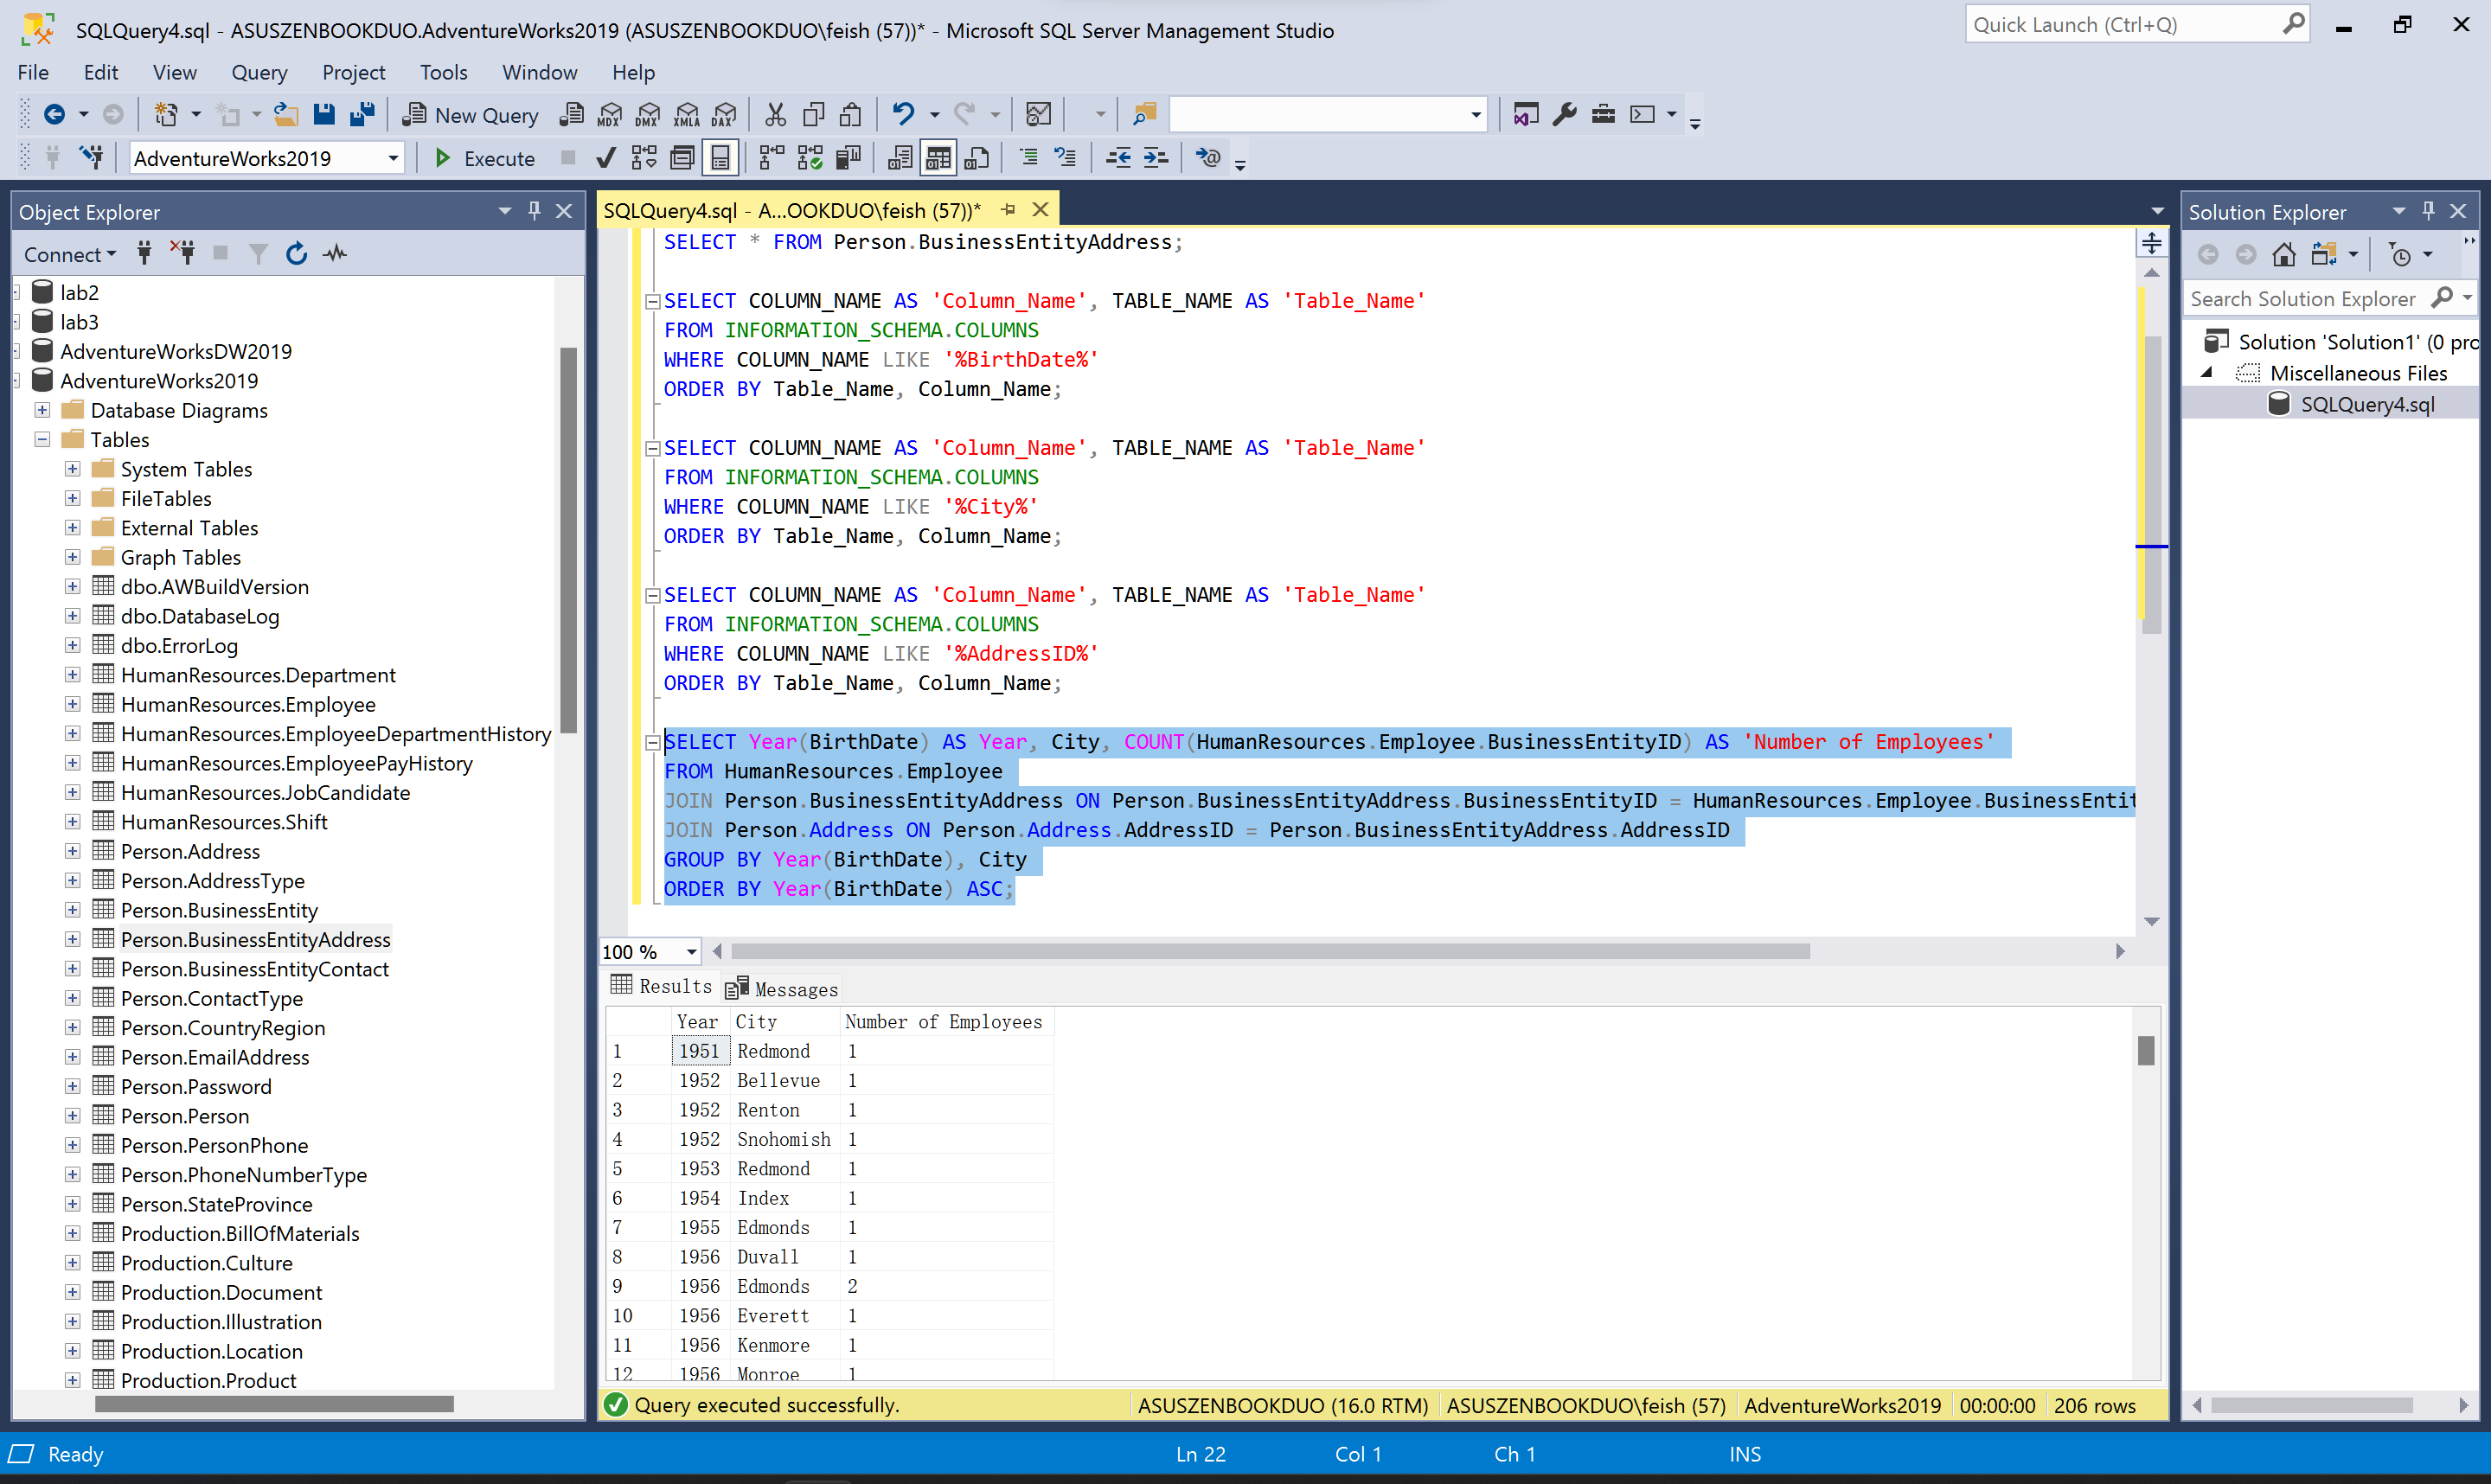 SQLQuery4.sql - ASUSZENBOOKDUO.AdventureWorks2019 (ASUSZENBOOKDUO\feish (57))* - Microsoft SQL Server Management Studio
Quick Launch (Ctrl+Q)
File Edit View Query Project Tools Window Help
New Query MDX DMX XMLA DAX
AdventureWorks2019 Execute
Object Explorer
Connect
lab2
lab3
AdventureWorksDW2019
AdventureWorks2019
Database Diagrams
Tables
System Tables
FileTables
External Tables
Graph Tables
dbo.AWBuildVersion
dbo.DatabaseLog
dbo.ErrorLog
HumanResources.Department
HumanResources.Employee
HumanResources.EmployeeDepartmentHistory
HumanResources.EmployeePayHistory
HumanResources.JobCandidate
HumanResources.Shift
Person.Address
Person.AddressType
Person.BusinessEntity
Person.BusinessEntityAddress
Person.BusinessEntityContact
Person.ContactType
Person.CountryRegion
Person.EmailAddress
Person.Password
Person.Person
Person.PersonPhone
Person.PhoneNumberType
Person.StateProvince
Production.BillOfMaterials
Production.Culture
Production.Document
Production.Illustration
Production.Location
Production.Product
SQLQuery4.sql - A...OOKDUO\feish (57))*
SELECT * FROM Person.BusinessEntityAddress;
SELECT COLUMN_NAME AS 'Column_Name', TABLE_NAME AS 'Table_Name'
FROM INFORMATION_SCHEMA.COLUMNS
WHERE COLUMN_NAME LIKE '%BirthDate%'
ORDER BY Table_Name, Column_Name;
SELECT COLUMN_NAME AS 'Column_Name', TABLE_NAME AS 'Table_Name'
FROM INFORMATION_SCHEMA.COLUMNS
WHERE COLUMN_NAME LIKE '%City%'
ORDER BY Table_Name, Column_Name;
SELECT COLUMN_NAME AS 'Column_Name', TABLE_NAME AS 'Table_Name'
FROM INFORMATION_SCHEMA.COLUMNS
WHERE COLUMN_NAME LIKE '%AddressID%'
ORDER BY Table_Name, Column_Name;
SELECT Year(BirthDate) AS Year, City, COUNT(HumanResources.Employee.BusinessEntityID) AS 'Number of Employees'
FROM HumanResources.Employee
JOIN Person.BusinessEntityAddress ON Person.BusinessEntityAddress.BusinessEntityID = HumanResources.Employee.BusinessEntit
JOIN Person.Address ON Person.Address.AddressID = Person.BusinessEntityAddress.AddressID
GROUP BY Year(BirthDate), City
ORDER BY Year(BirthDate) ASC;
100 %
Results Messages
Year City Number of Employees
1 1951 Redmond 1
2 1952 Bellevue 1
3 1952 Renton 1
4 1952 Snohomish 1
5 1953 Redmond 1
6 1954 Index 1
7 1955 Edmonds 1
8 1956 Duvall 1
9 1956 Edmonds 2
10 1956 Everett 1
11 1956 Kenmore 1
12 1956 Monroe 1
Query executed successfully. ASUSZENBOOKDUO (16.0 RTM) ASUSZENBOOKDUO\feish (57) AdventureWorks2019 00:00:00 206 rows
Solution Explorer
Search Solution Explorer
Solution 'Solution1' (0 pro
Miscellaneous Files
SQLQuery4.sql
Ready Ln 22 Col 1 Ch 1 INS